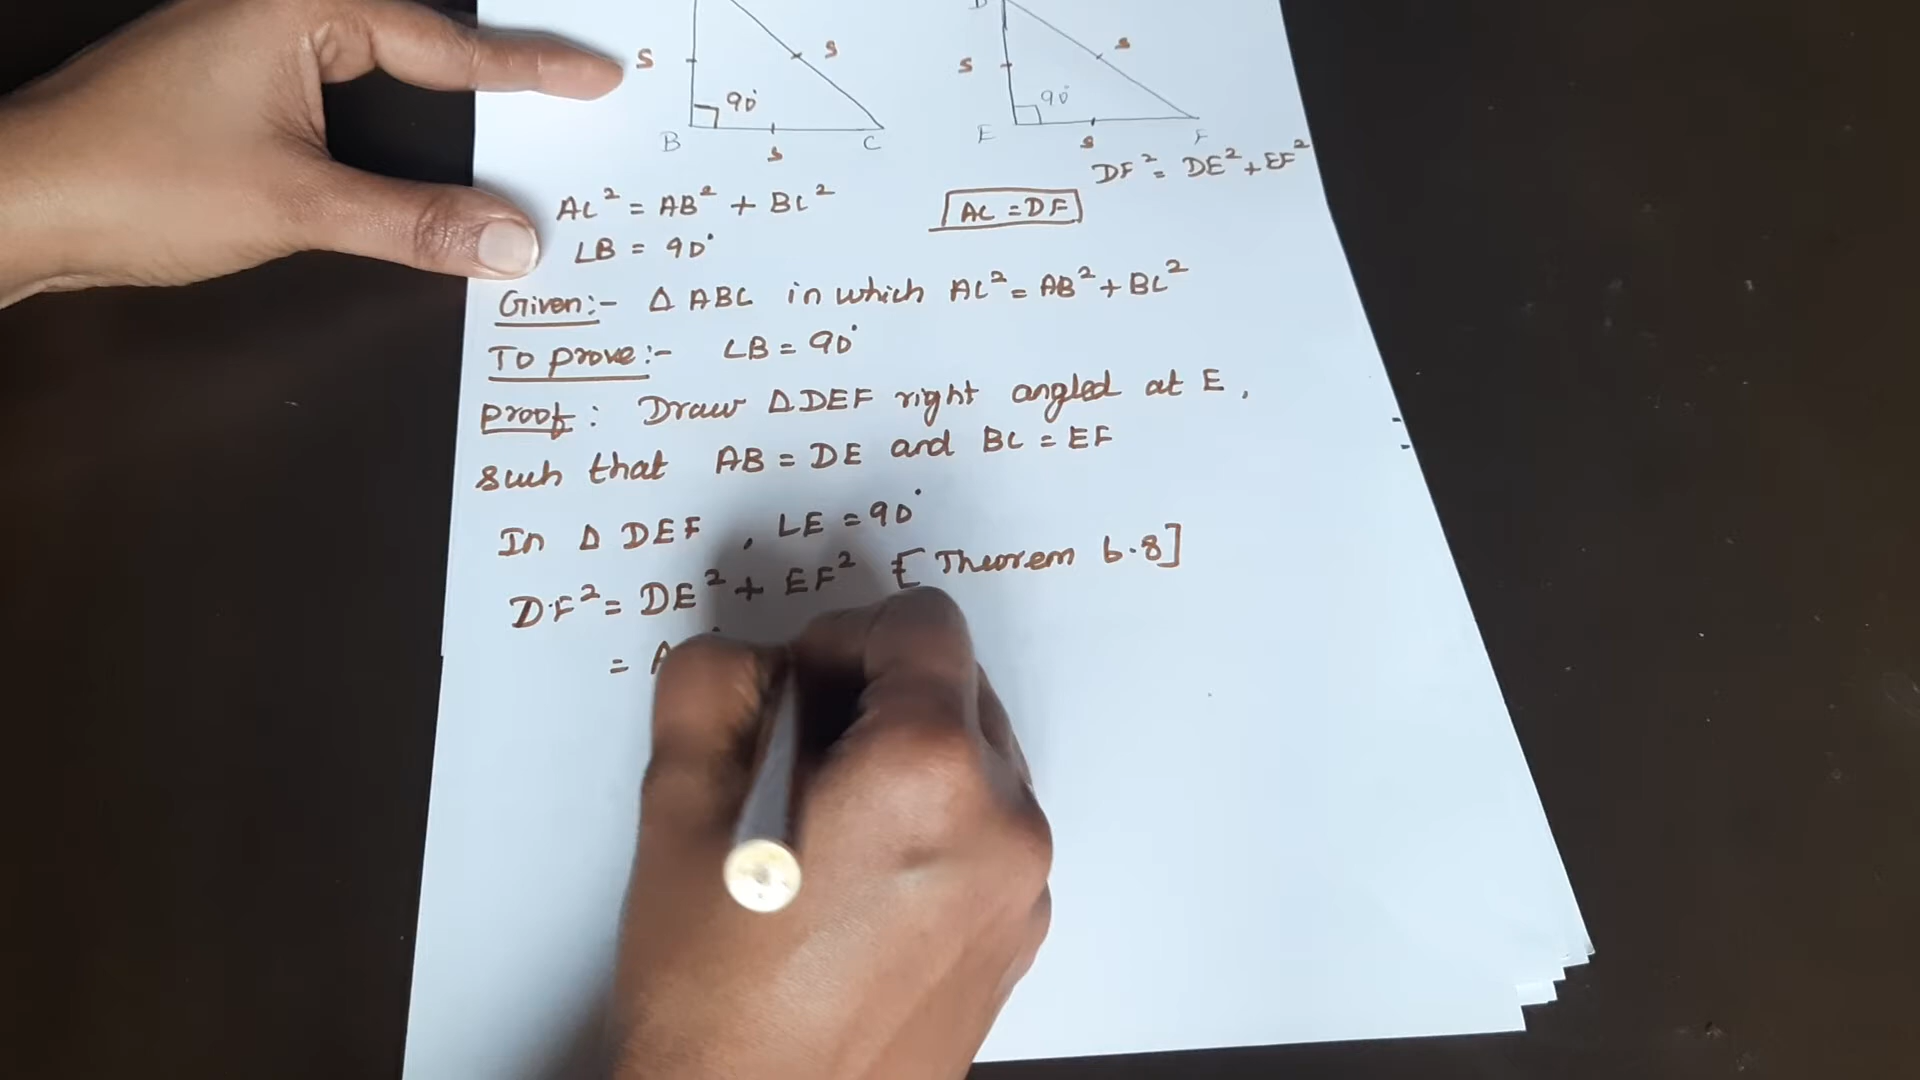 D
S
s
S
s
90°
90°
B
C
E
F
s
s
DF² = DE² + EF²
AC² = AB² + BC²
AC = DF
∠B = 90°
Given:- Δ ABC in which AC² = AB² + BC²
To prove:- ∠B = 90°
Proof: Draw ΔDEF right angled at E,
such that AB = DE and BC = EF
In Δ DEF, ∠E = 90°
DF² = DE² + EF² [Theorem 6.8]
= A